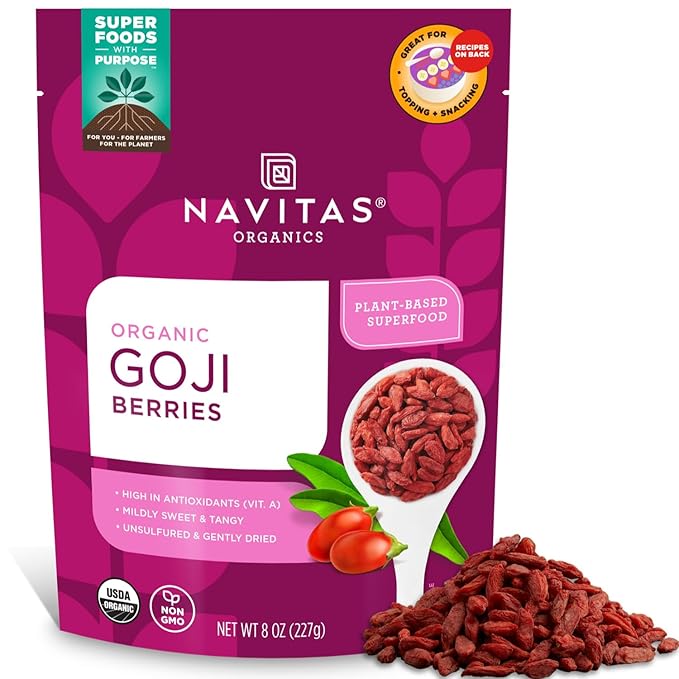 SUPER
FOODS
WITH
PURPOSE™
FOR YOU - FOR FARMERS
FOR THE PLANET
GREAT FOR
TOPPING + SNACKING
RECIPES
ON BACK
NAVITAS®
ORGANICS
PLANT-BASED
SUPERFOOD
ORGANIC
GOJI
BERRIES
• HIGH IN ANTIOXIDANTS (VIT. A)
• MILDLY SWEET & TANGY
• UNSULFURED & GENTLY DRIED
USDA
ORGANIC
NON
GMO
NET WT 8 OZ (227g)